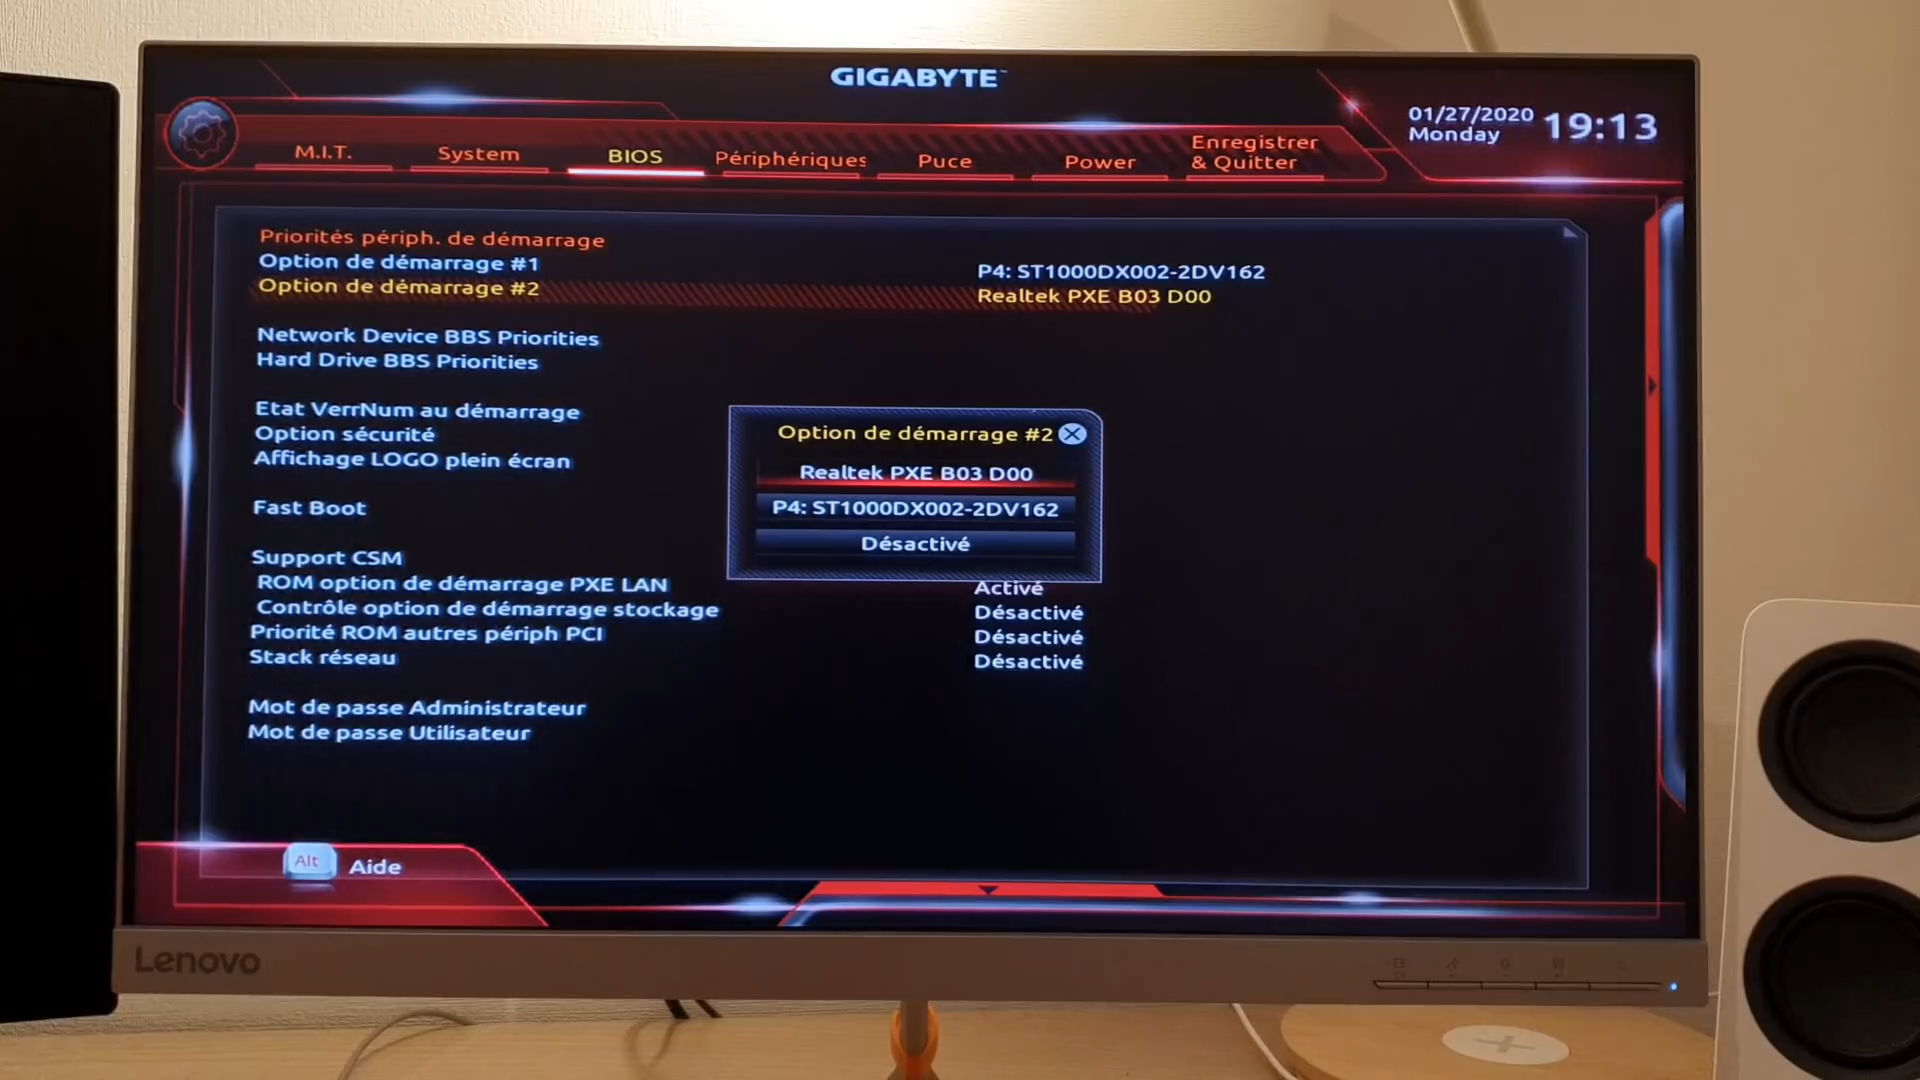 GIGABYTE™
01/27/2020
Monday
19:13
M.I.T.
System
BIOS
Périphériques
Puce
Power
Enregistrer
& Quitter
Priorités périph. de démarrage
Option de démarrage #1 P4: ST1000DX002-2DV162
Option de démarrage #2 Realtek PXE B03 D00
Network Device BBS Priorities
Hard Drive BBS Priorities
Etat VerrNum au démarrage
Option sécurité
Affichage LOGO plein écran
Fast Boot
Support CSM
ROM option de démarrage PXE LAN Activé
Contrôle option de démarrage stockage Désactivé
Priorité ROM autres périph PCI Désactivé
Stack réseau Désactivé
Mot de passe Administrateur
Mot de passe Utilisateur
Option de démarrage #2
Realtek PXE B03 D00
P4: ST1000DX002-2DV162
Désactivé
Alt Aide
Lenovo